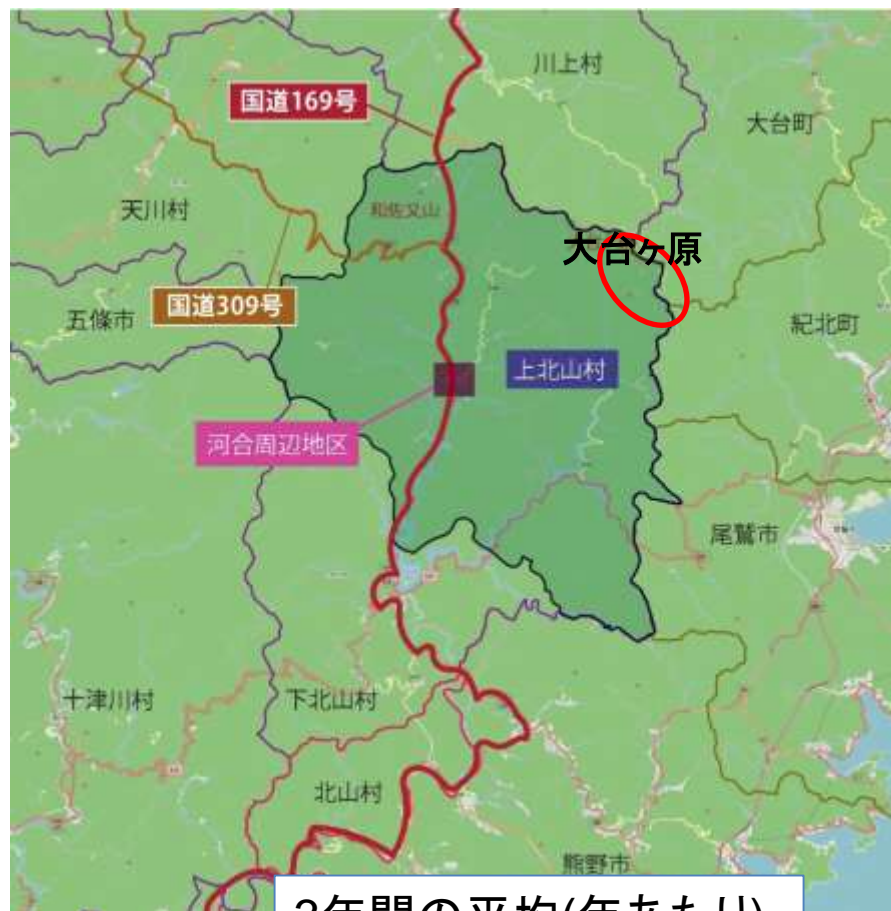 川上村
国道169号
大台町
天川村
和佐又山
大台ヶ原
国道309号
五條市
紀北町
上北山村
河合周辺地区
尾鷲市
十津川村
下北山村
北山村
熊野市